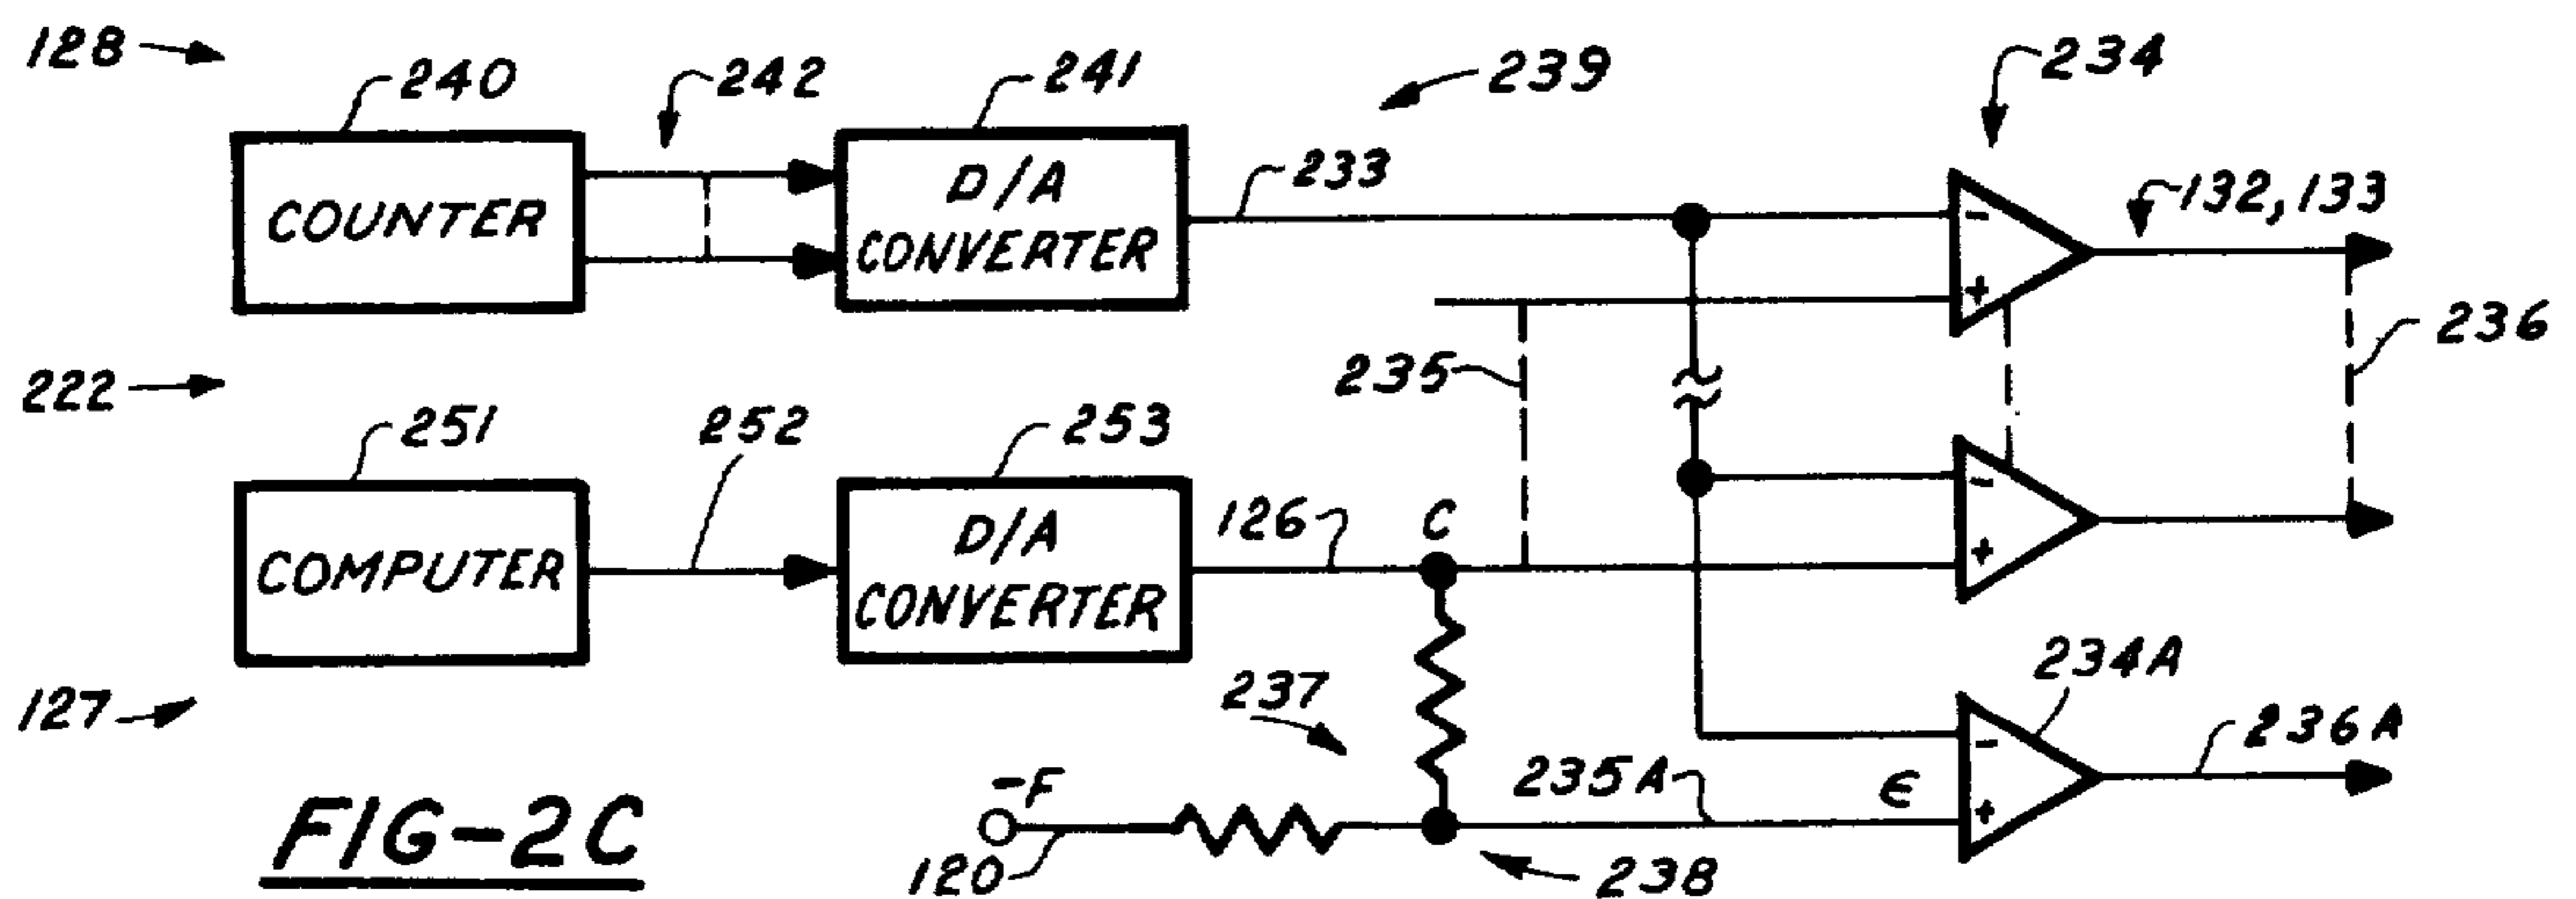 128
240
242
241
239
234
COUNTER
D/A
CONVERTER
233
-
+
132, 133
235
236
222
251
252
253
COMPUTER
D/A
CONVERTER
126
C
-
+
127
237
234A
-F
120
235A
ϵ
-
+
236A
238
FIG-2C